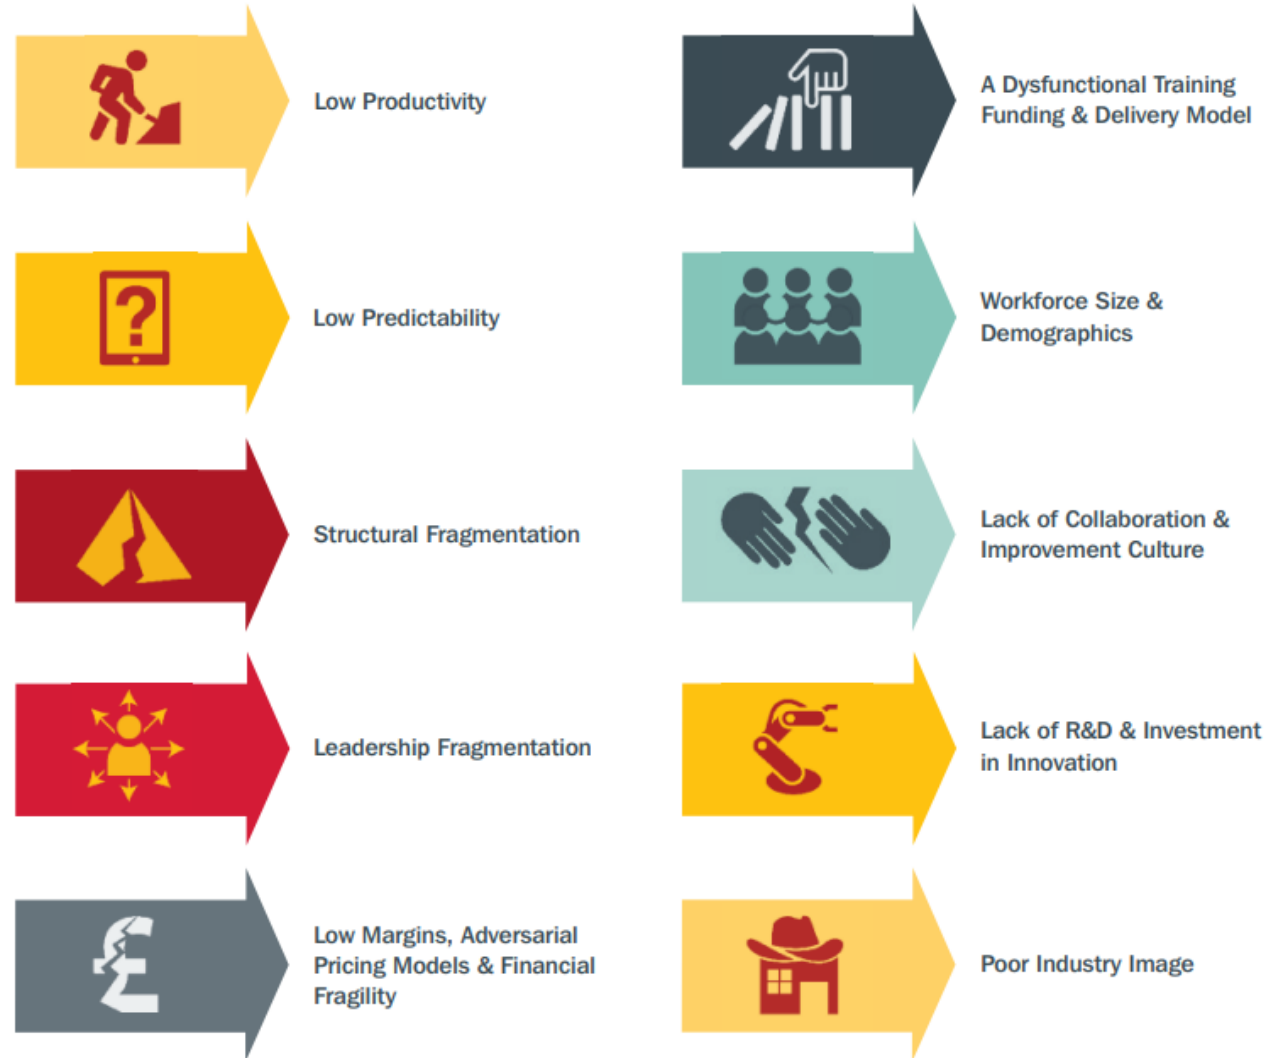 Low Productivity
Low Predictability
Structural Fragmentation
Leadership Fragmentation
Low Margins, Adversarial
Pricing Models & Financial
Fragility
A Dysfunctional Training
Funding & Delivery Model
Workforce Size &
Demographics
Lack of Collaboration &
Improvement Culture
Lack of R&D & Investment
in Innovation
Poor Industry Image